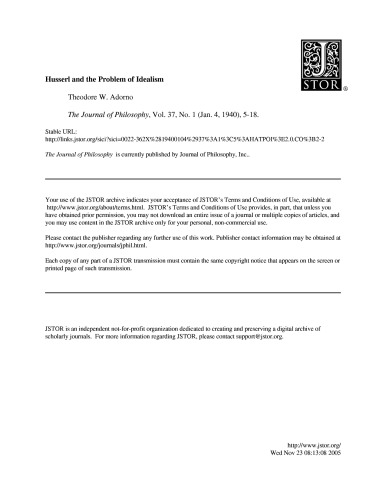 JSTOR
®
Husserl and the Problem of Idealism
Theodore W. Adorno
The Journal of Philosophy, Vol. 37, No. 1 (Jan. 4, 1940), 5-18.
Stable URL:
http://links.jstor.org/sici?sici=0022-362X%2819400104%2937%3A1%3C5%3AHATPOI%3E2.0.CO%3B2-2
The Journal of Philosophy is currently published by Journal of Philosophy, Inc..
Your use of the JSTOR archive indicates your acceptance of JSTOR's Terms and Conditions of Use, available at
http://www.jstor.org/about/terms.html. JSTOR's Terms and Conditions of Use provides, in part, that unless you
have obtained prior permission, you may not download an entire issue of a journal or multiple copies of articles, and
you may use content in the JSTOR archive only for your personal, non-commercial use.
Please contact the publisher regarding any further use of this work. Publisher contact information may be obtained at
http://www.jstor.org/journals/jphil.html.
Each copy of any part of a JSTOR transmission must contain the same copyright notice that appears on the screen or
printed page of such transmission.
JSTOR is an independent not-for-profit organization dedicated to creating and preserving a digital archive of
scholarly journals. For more information regarding JSTOR, please contact support@jstor.org.
http://www.jstor.org/
Wed Nov 23 08:13:08 2005